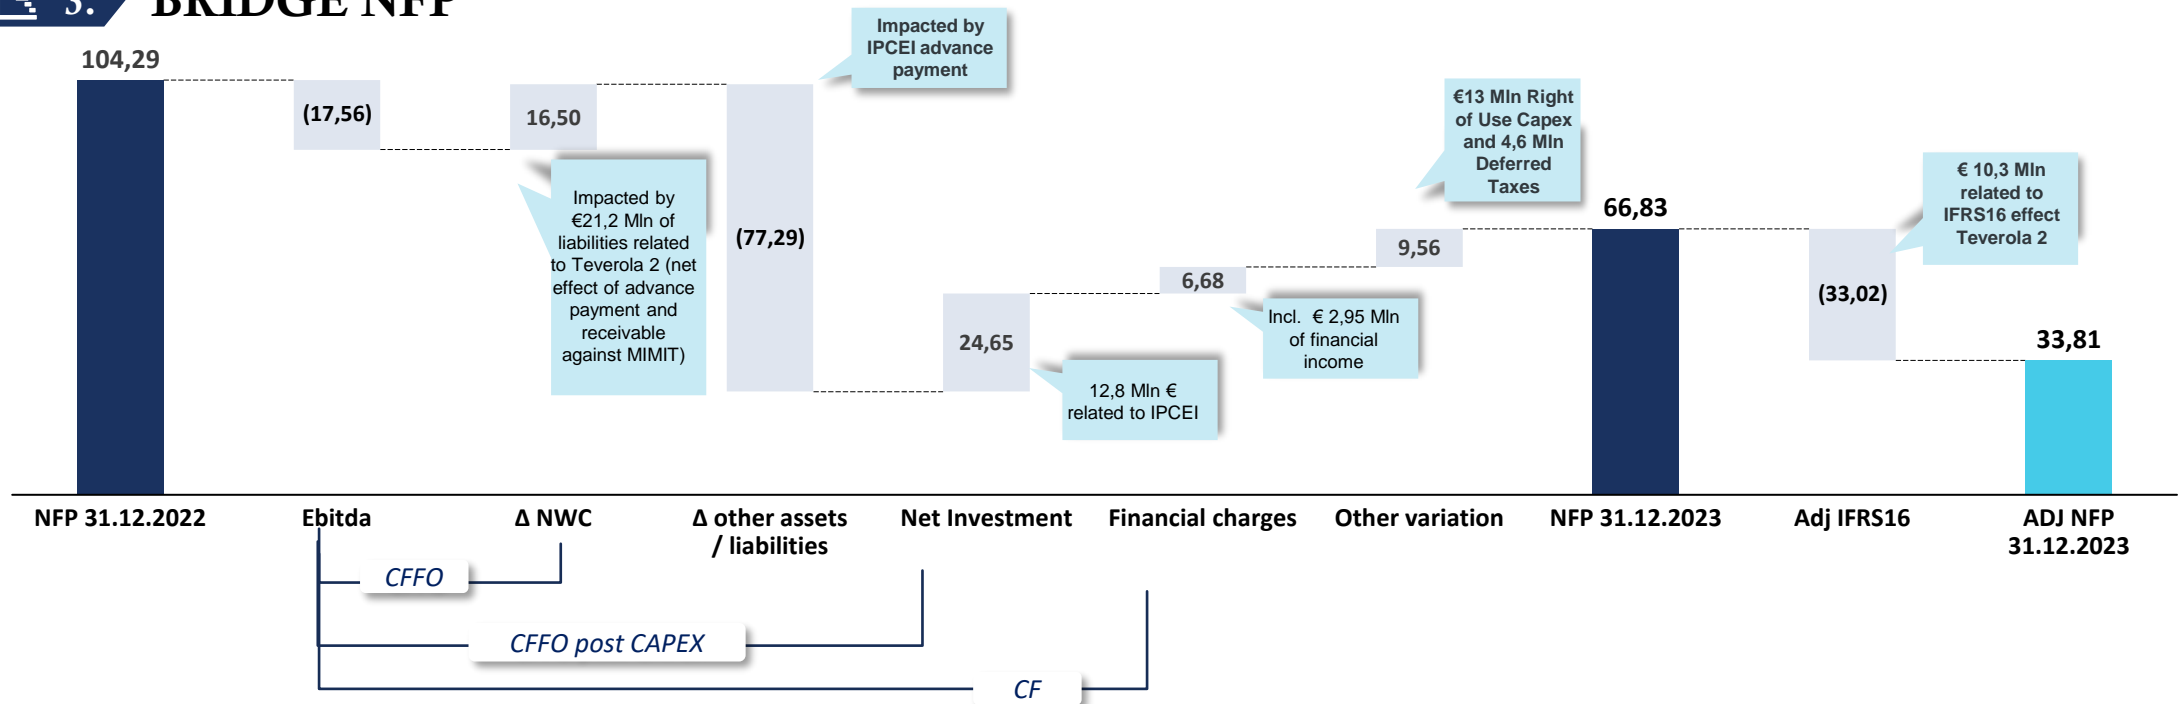 3. BRIDGE NFP
104,29
(17,56)
16,50
(77,29)
24,65
6,68
9,56
66,83
(33,02)
33,81
Impacted by
IPCEI advance
payment
Impacted by
€21,2 Mln of
liabilities related
to Teverola 2 (net
effect of advance
payment and
receivable
against MIMIT)
12,8 Mln €
related to IPCEI
Incl. € 2,95 Mln
of financial
income
€13 Mln Right
of Use Capex
and 4,6 Mln
Deferred
Taxes
€ 10,3 Mln
related to
IFRS16 effect
Teverola 2
NFP 31.12.2022
Ebitda
Δ NWC
Δ other assets
/ liabilities
Net Investment
Financial charges
Other variation
NFP 31.12.2023
Adj IFRS16
ADJ NFP
31.12.2023
CFFO
CFFO post CAPEX
CF